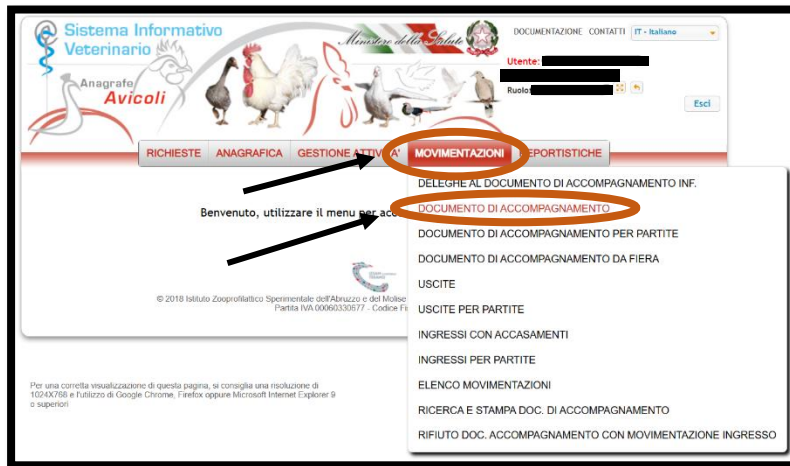 Sistema Informativo
Veterinario
Ministero della Salute
DOCUMENTAZIONE CONTATTI IT - Italiano
Utente:
Ruolo:
Anagrafe
Avicoli
Esci
RICHIESTE ANAGRAFICA GESTIONE ATTIVITA' MOVIMENTAZIONI REPORTISTICHE
DELEGHE AL DOCUMENTO DI ACCOMPAGNAMENTO INF.
Benvenuto, utilizzare il menu per acc
DOCUMENTO DI ACCOMPAGNAMENTO
DOCUMENTO DI ACCOMPAGNAMENTO PER PARTITE
DOCUMENTO DI ACCOMPAGNAMENTO DA FIERA
USCITE
© 2018 Istituto Zooprofilattico Sperimentale dell'Abruzzo e del Molise
Partita IVA 00060330677 - Codice Fi
USCITE PER PARTITE
INGRESSI CON ACCASAMENTI
INGRESSI PER PARTITE
ELENCO MOVIMENTAZIONI
RICERCA E STAMPA DOC. DI ACCOMPAGNAMENTO
RIFIUTO DOC. ACCOMPAGNAMENTO CON MOVIMENTAZIONE INGRESSO
Per una corretta visualizzazione di questa pagina, si consiglia una risoluzione di
1024X768 e l'utilizzo di Google Chrome, Firefox oppure Microsoft Internet Explorer 9
o superiori